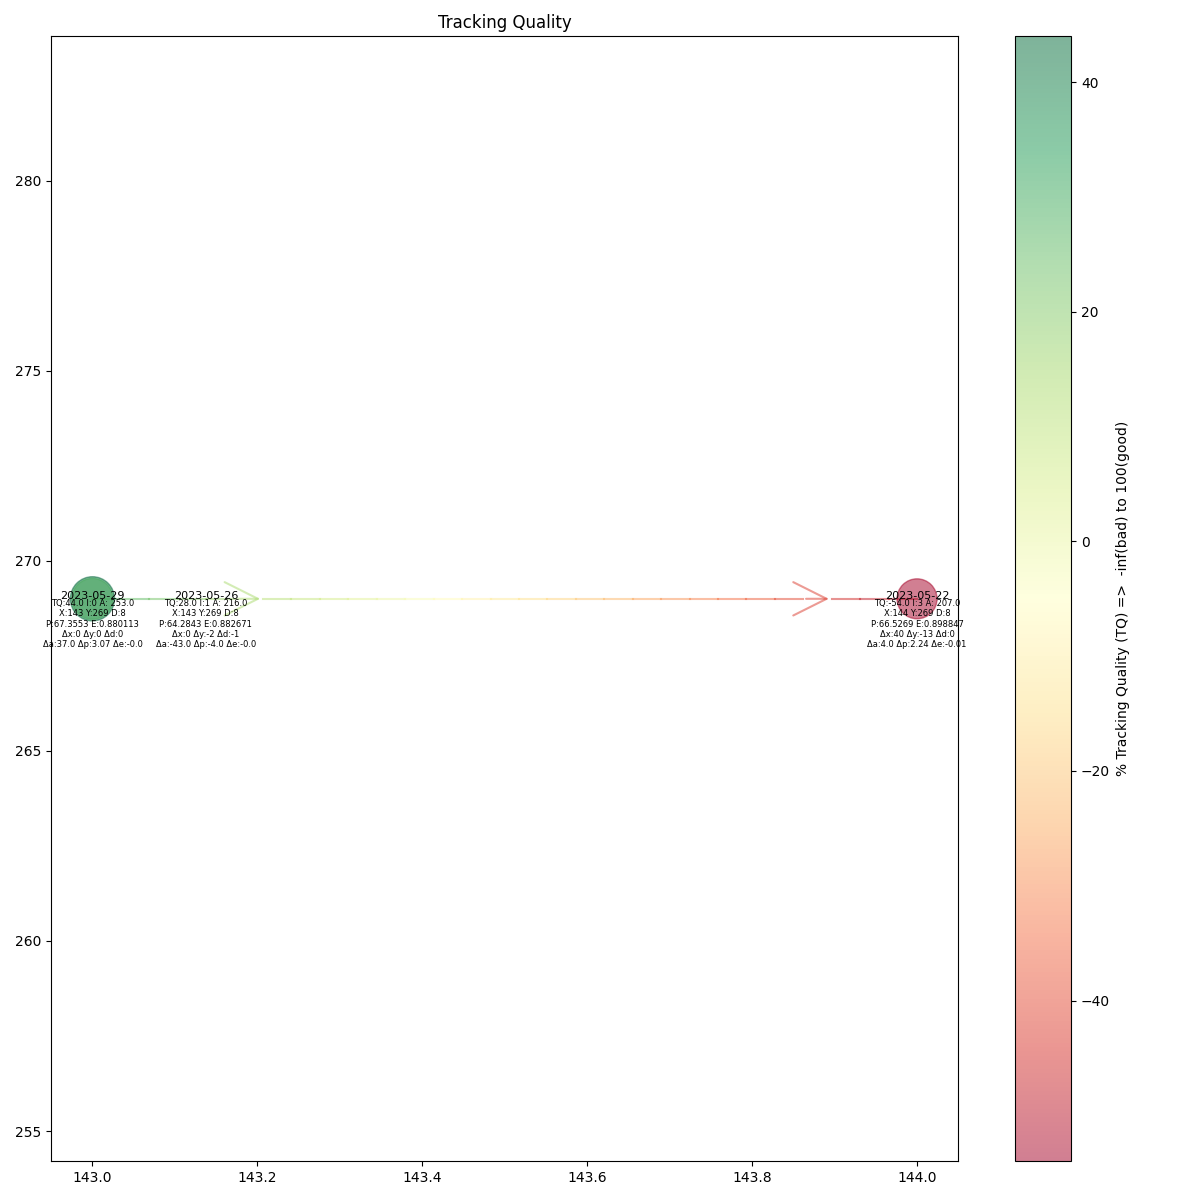 Tracking Quality
280
275
270
265
260
255
2023-05-29
TQ:44.0 I:0 A: 253.0
X:143 Y:269 D:8
P:67.3553 E:0.880113
Δx:0 Δy:0 Δd:0
Δa:37.0 Δp:3.07 Δe:-0.0
2023-05-26
TQ:28.0 I:1 A: 216.0
X:143 Y:269 D:8
P:64.2843 E:0.882671
Δx:0 Δy:-2 Δd:-1
Δa:-43.0 Δp:-4.0 Δe:-0.0
2023-05-22
TQ:-54.0 I:3 A: 207.0
X:144 Y:269 D:8
P:66.5269 E:0.898847
Δx:40 Δy:-13 Δd:0
Δa:4.0 Δp:2.24 Δe:-0.01
143.0 143.2 143.4 143.6 143.8 144.0
40
20
0
−20
−40
% Tracking Quality (TQ) => -inf(bad) to 100(good)